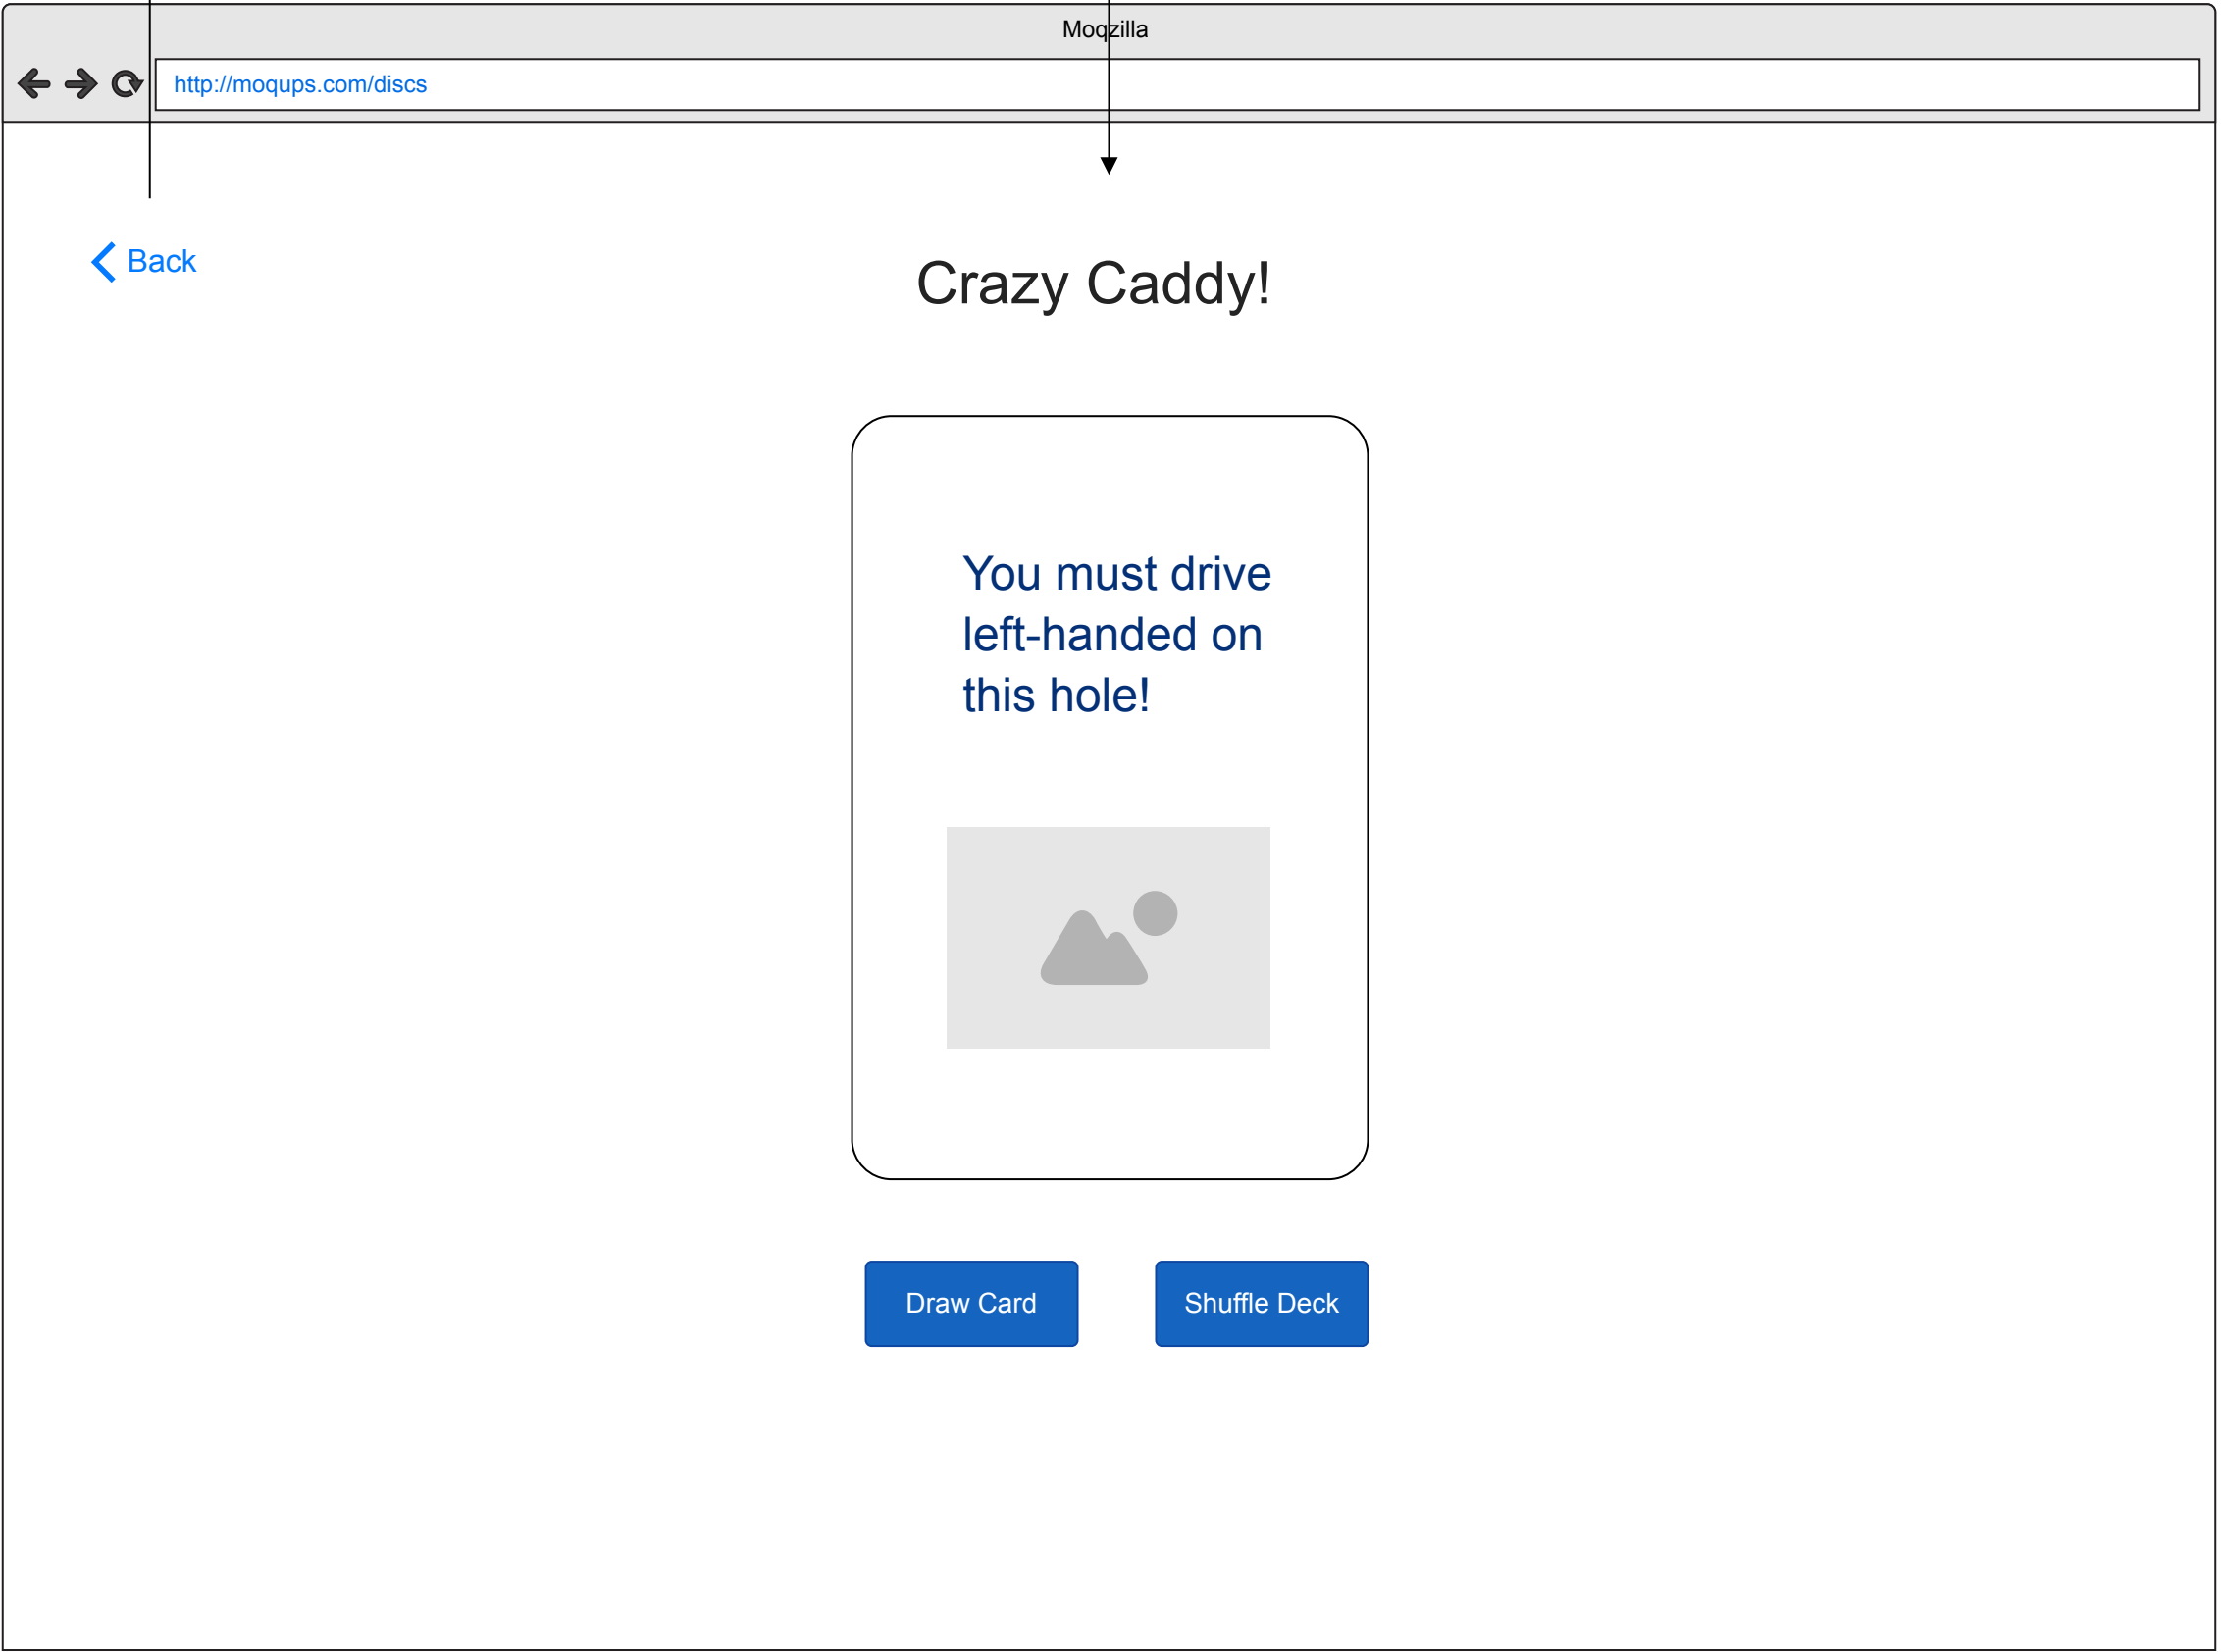 Moqzilla
http://moqups.com/discs
Back
Crazy Caddy!
You must drive
left-handed on
this hole!
Draw Card
Shuffle Deck